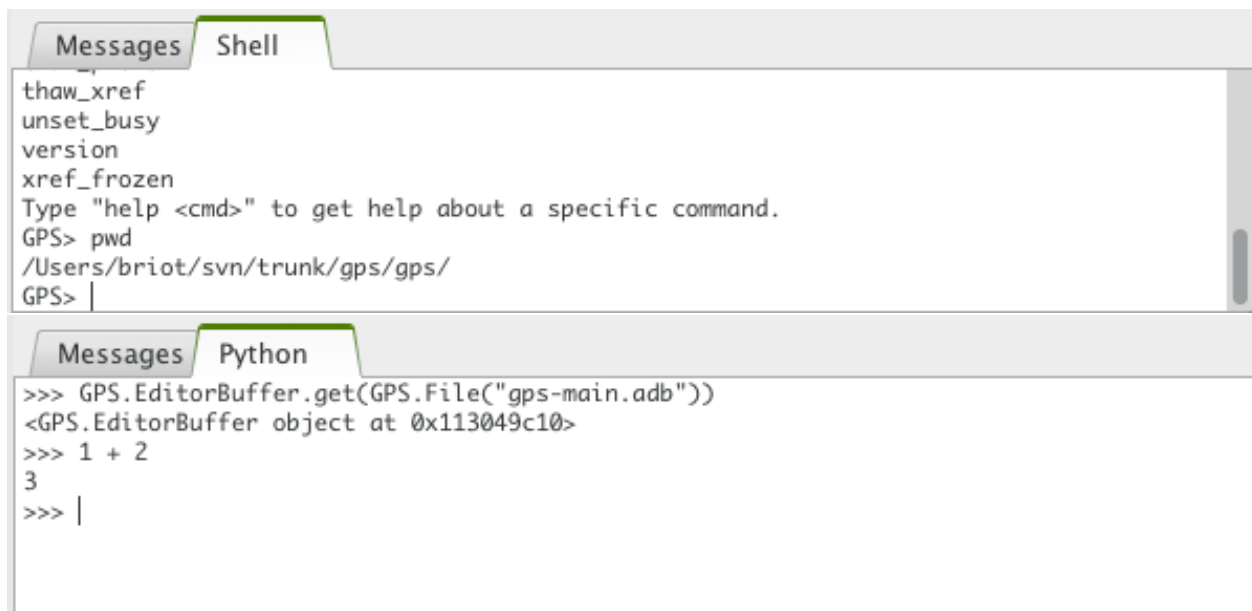 Messages Shell
thaw_xref
unset_busy
version
xref_frozen
Type "help <cmd>" to get help about a specific command.
GPS> pwd
/Users/briot/svn/trunk/gps/gps/
GPS>
Messages Python
>>> GPS.EditorBuffer.get(GPS.File("gps-main.adb"))
<GPS.EditorBuffer object at 0x113049c10>
>>> 1 + 2
3
>>>